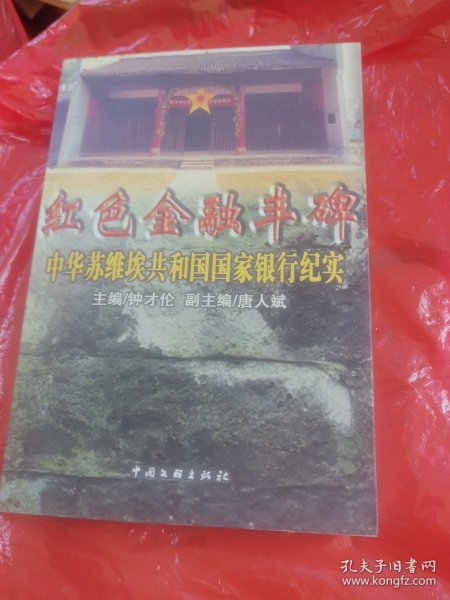 红色金融丰碑
中华苏维埃共和国国家银行纪实
主编/钟才伦 副主编/唐人斌
中国文联出版社
孔夫子旧书网
www.kongfz.com